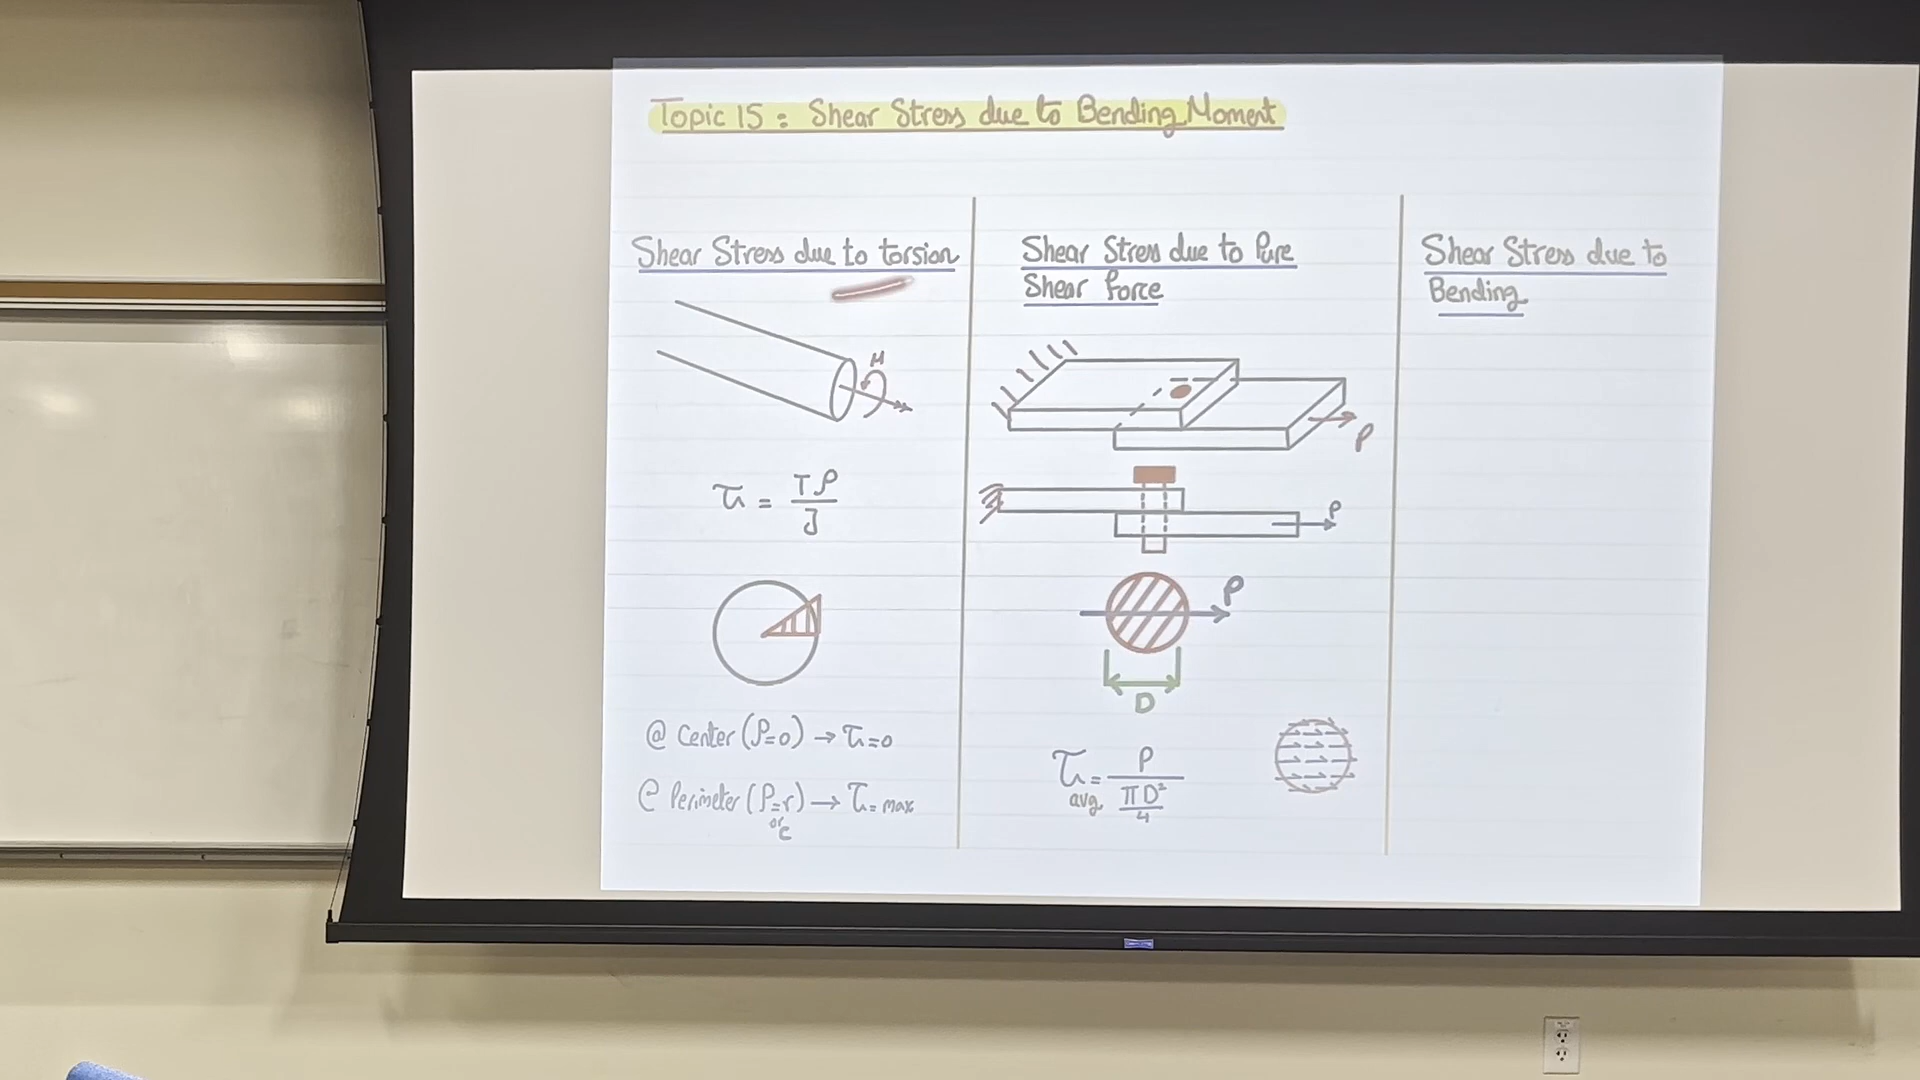 Topic 15: Shear Stress due to Bending Moment
Shear Stress due to torsion
M
τ = Tρ / J
@ Center (ρ=0) → τ=0
@ Perimeter (ρ=r) → τ=max
or c
Shear Stress due to Pure
Shear Force
P
P
P
D
τavg = P / (πD² / 4)
Shear Stress due to
Bending